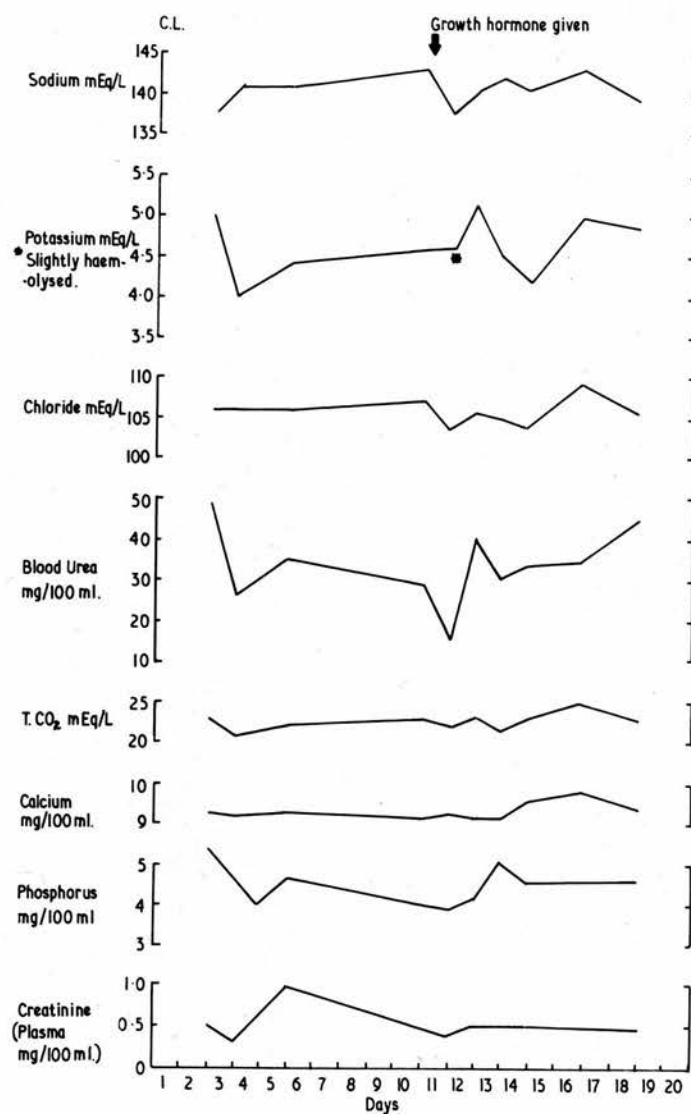 C.L.
Growth hormone given
145
Sodium mEq/L
140
135
5·5
5·0
Potassium mEq/L
* Slightly haem-
-olysed.
4·5
*
4·0
3·5
110
Chloride mEq/L
105
100
50
40
Blood Urea
mg/100 ml.
30
20
10
25
T. CO₂ mEq/L
20
10
Calcium
mg/100ml.
9
5
Phosphorus
mg/100 ml
4
3
1·0
Creatinine
(Plasma
mg/100ml.)
0·5
0
1 2 3 4 5 6 7 8 9 10 11 12 13 14 15 16 17 18 19 20
Days